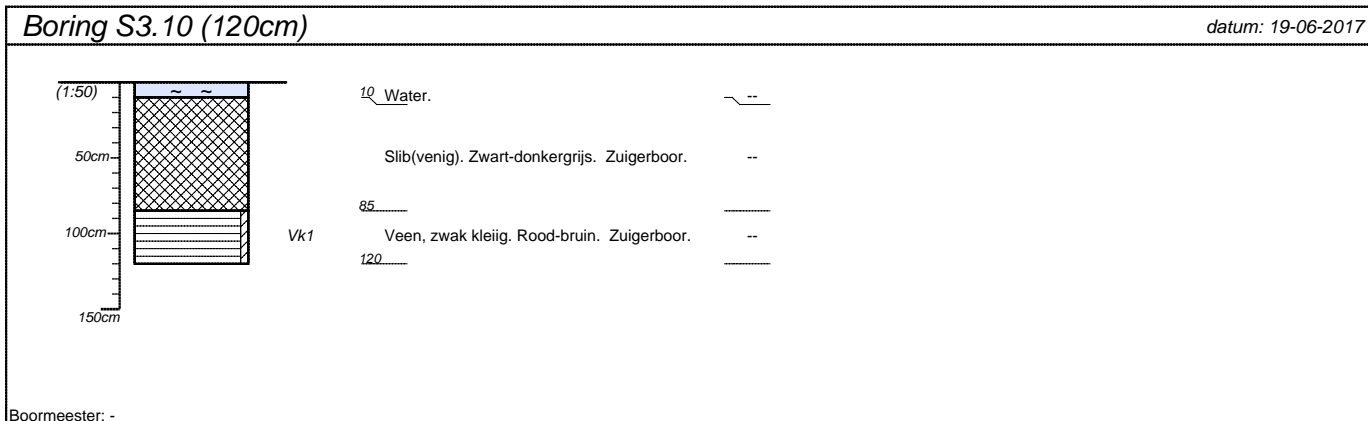 Boring S3.10 (120cm) datum: 19-06-2017
(1:50) ~ ~ 10 Water. --
50cm Slib(venig). Zwart-donkergrijs. Zuigerboor. --
85
100cm Vk1 Veen, zwak kleiig. Rood-bruin. Zuigerboor. --
120
150cm
Boormeester: -